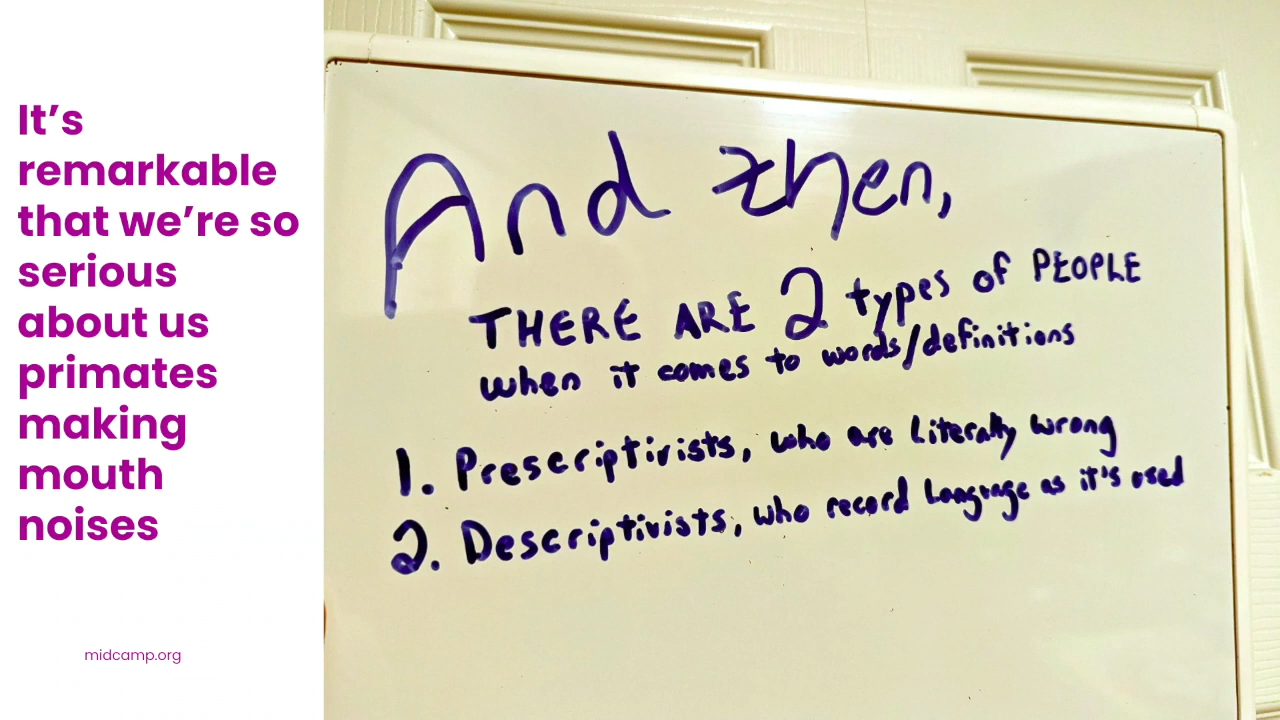 It’s
remarkable
that we’re so
serious
about us
primates
making
mouth
noises
midcamp.org
And then,
THERE ARE 2 types of PEOPLE
when it comes to words/definitions
1. Prescriptivists, who are Literally wrong
2. Descriptivists, who record Language as it's used